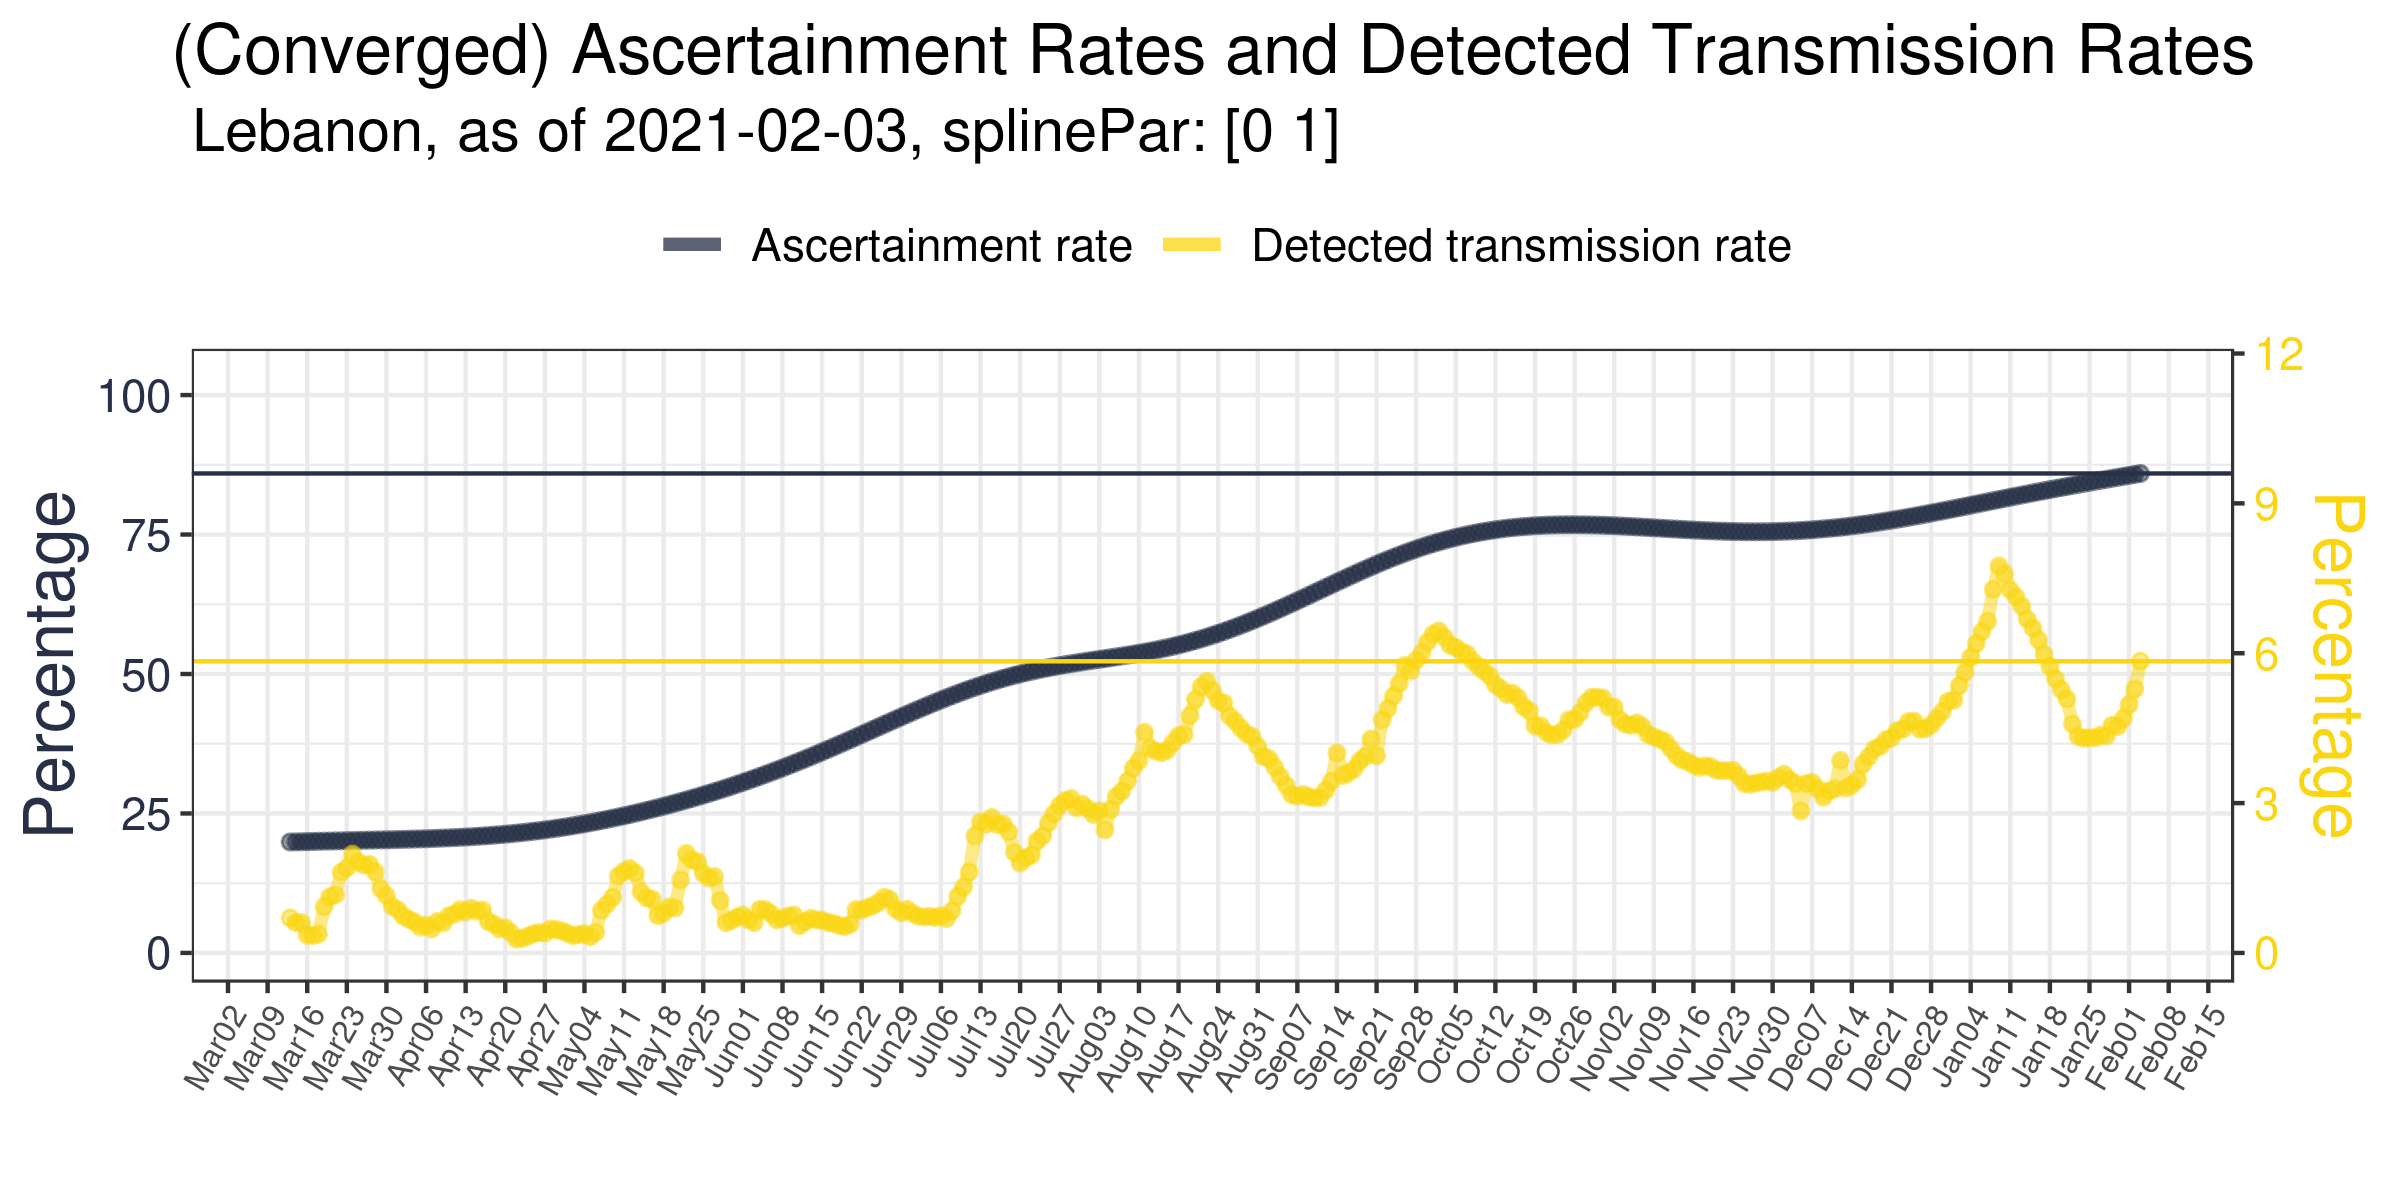 (Converged) Ascertainment Rates and Detected Transmission Rates
Lebanon, as of 2021-02-03, splinePar: [0 1]
Ascertainment rate
Detected transmission rate
Percentage
100
75
50
25
0
12
9
6
3
0
Percentage
Mar02
Mar09
Mar16
Mar23
Mar30
Apr06
Apr13
Apr20
Apr27
May04
May11
May18
May25
Jun01
Jun08
Jun15
Jun22
Jun29
Jul06
Jul13
Jul20
Jul27
Aug03
Aug10
Aug17
Aug24
Aug31
Sep07
Sep14
Sep21
Sep28
Oct05
Oct12
Oct19
Oct26
Nov02
Nov09
Nov16
Nov23
Nov30
Dec07
Dec14
Dec21
Dec28
Jan04
Jan11
Jan18
Jan25
Feb01
Feb08
Feb15